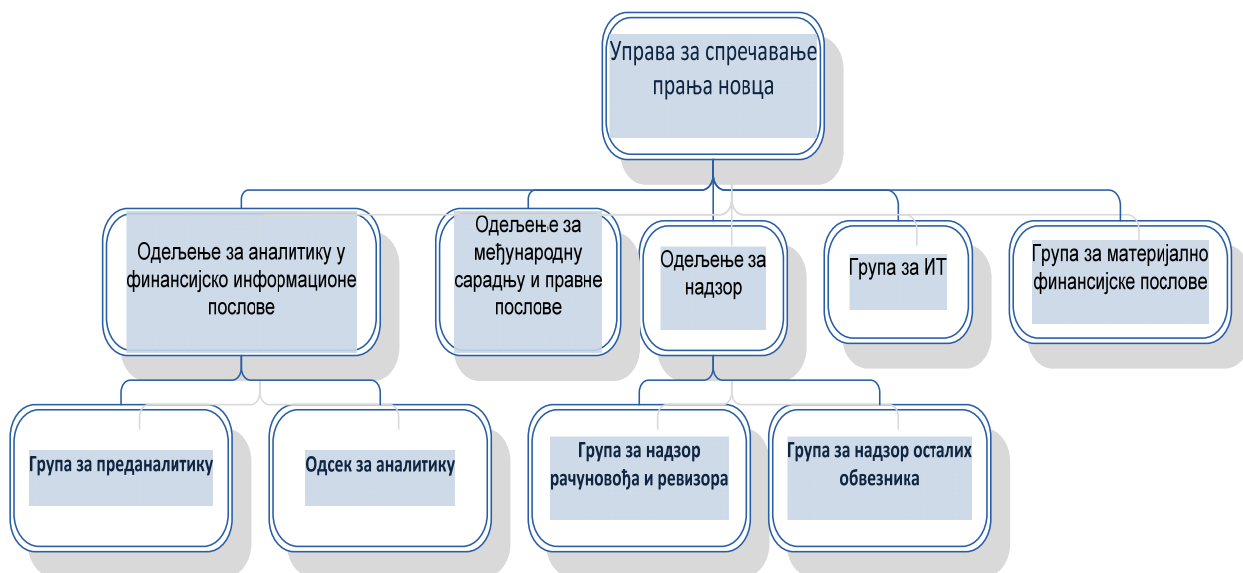 Управа за спречавање
прања новца
Одељење за аналитику у
финансијско информационе
послове
Одељење за
међународну
сарадњу и правне
послове
Одељење за
надзор
Група за ИТ
Група за материјално
финансијске послове
Група за преданалитику
Одсек за аналитику
Група за надзор
рачуновођа и ревизора
Група за надзор осталих
обвезника